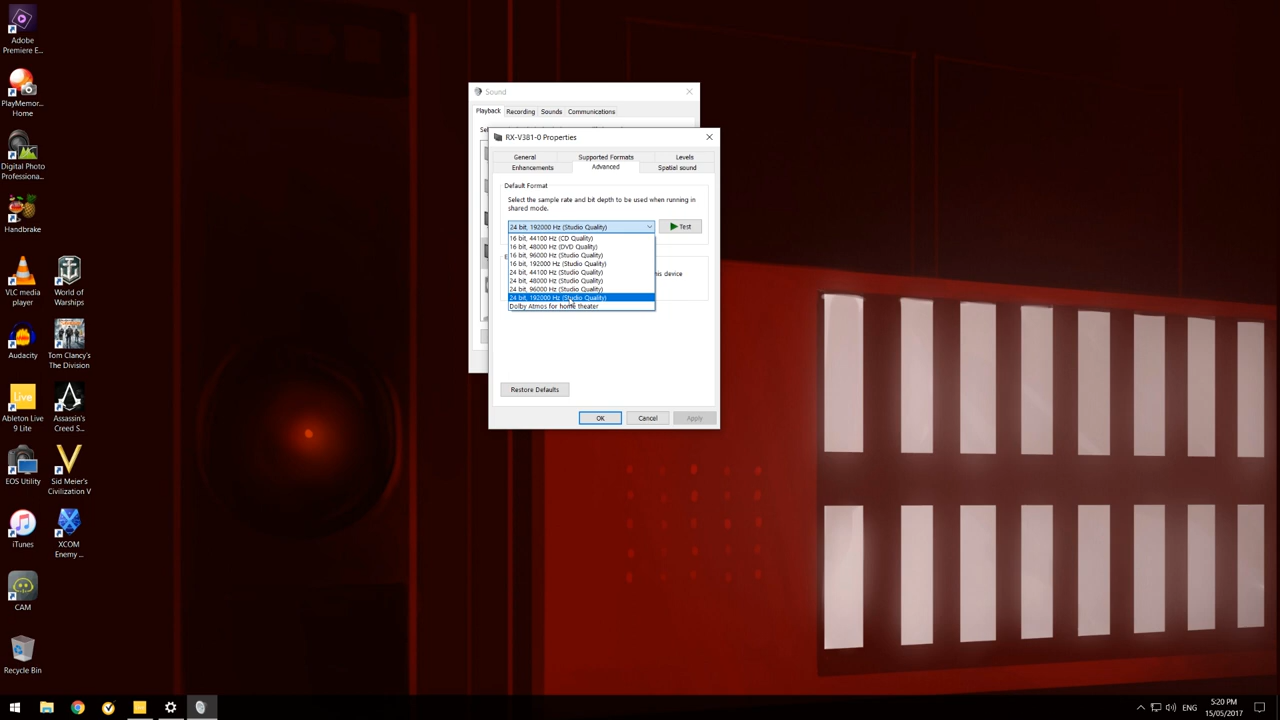 Adobe
Premiere E...
PlayMemor...
Home
Digital Photo
Professiona...
Handbrake
VLC media
player
World of
Warships
Audacity
Tom Clancy's
The Division
Live
Ableton Live
9 Lite
Assassin's
Creed S...
EOS Utility
Sid Meier's
Civilization V
iTunes
XCOM
Enemy ...
CAM
Recycle Bin
Sound
Playback
Recording
Sounds
Communications
Se
RX-V381-0 Properties
General
Supported Formats
Levels
Enhancements
Advanced
Spatial sound
Default Format
Select the sample rate and bit depth to be used when running in
shared mode.
24 bit, 192000 Hz (Studio Quality)
Test
16 bit, 44100 Hz (CD Quality)
16 bit, 48000 Hz (DVD Quality)
16 bit, 96000 Hz (Studio Quality)
16 bit, 192000 Hz (Studio Quality)
24 bit, 44100 Hz (Studio Quality)
24 bit, 48000 Hz (Studio Quality)
24 bit, 96000 Hz (Studio Quality)
24 bit, 192000 Hz (Studio Quality)
Dolby Atmos for home theater
E
his device
Restore Defaults
OK
Cancel
Apply
ENG
5:20 PM
15/05/2017